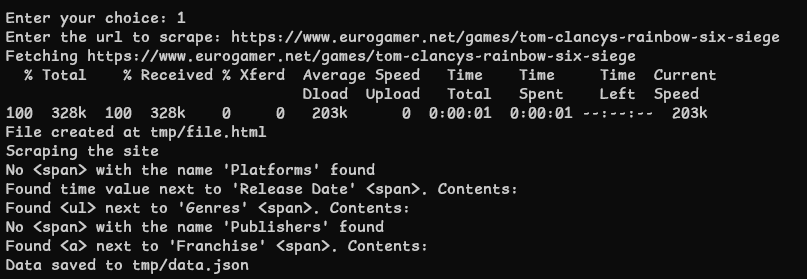 Enter your choice: 1
Enter the url to scrape: https://www.eurogamer.net/games/tom-clancys-rainbow-six-siege
Fetching https://www.eurogamer.net/games/tom-clancys-rainbow-six-siege
  % Total    % Received % Xferd  Average Speed   Time    Time     Time  Current
                                 Dload  Upload   Total   Spent    Left  Speed
100  328k  100  328k    0     0   203k      0  0:00:01  0:00:01 --:--:--  203k
File created at tmp/file.html
Scraping the site
No <span> with the name 'Platforms' found
Found time value next to 'Release Date' <span>. Contents:
Found <ul> next to 'Genres' <span>. Contents:
No <span> with the name 'Publishers' found
Found <a> next to 'Franchise' <span>. Contents:
Data saved to tmp/data.json